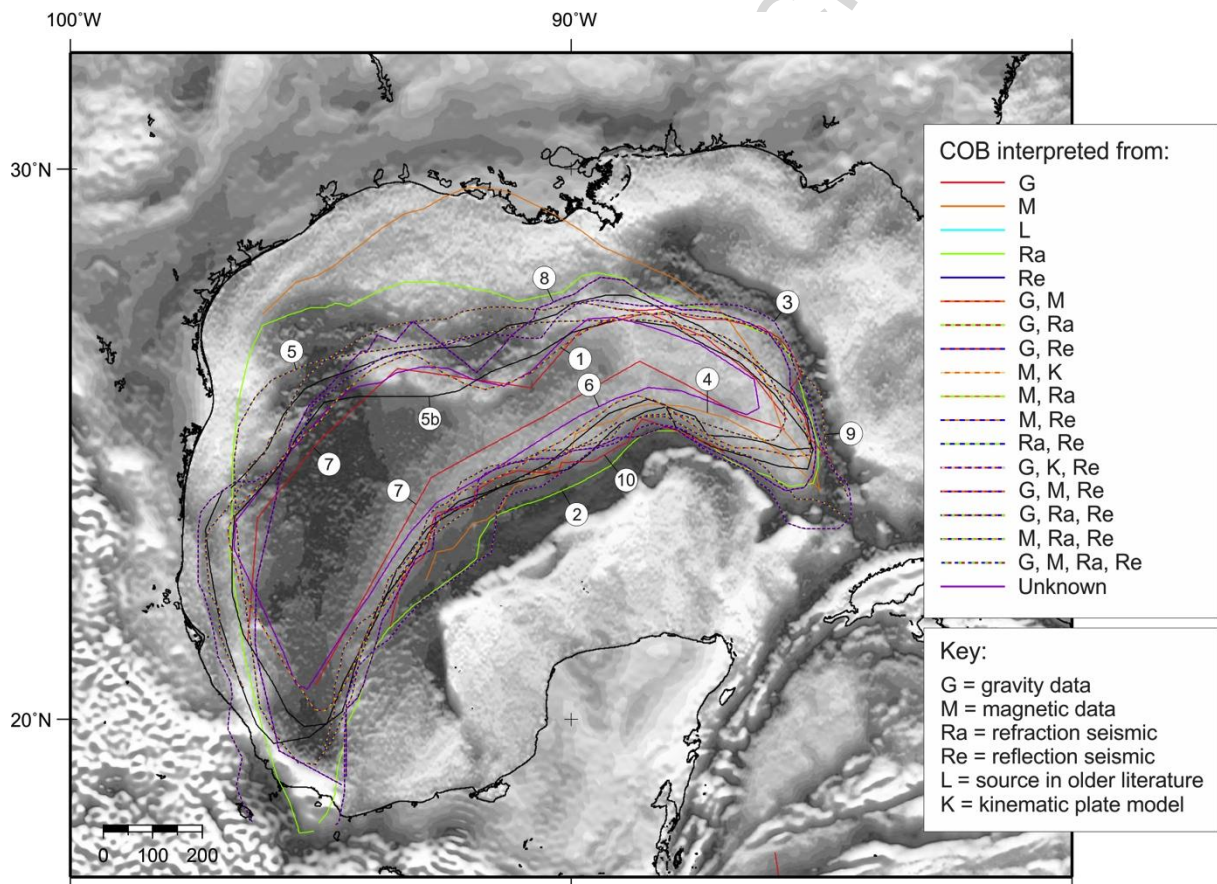 100°W
90°W
30°N
20°N
8
3
5
1
6
4
5b
9
7
7
10
2
0
100
200
COB interpreted from:
G
M
L
Ra
Re
G, M
G, Ra
G, Re
M, K
M, Ra
M, Re
Ra, Re
G, K, Re
G, M, Re
G, Ra, Re
M, Ra, Re
G, M, Ra, Re
Unknown
Key:
G = gravity data
M = magnetic data
Ra = refraction seismic
Re = reflection seismic
L = source in older literature
K = kinematic plate model